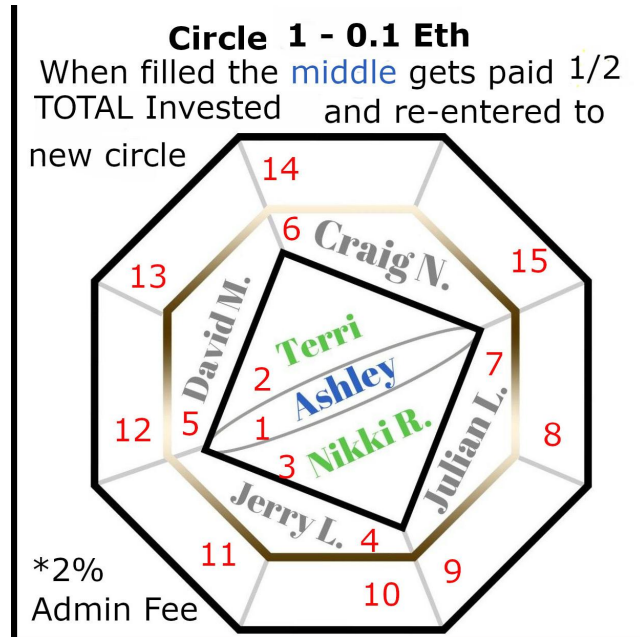 Circle 1 - 0.1 Eth
When filled the middle gets paid 1/2
TOTAL Invested and re-entered to
new circle
14
6 Craig N.
15
13
David M.
Terri
2
7
Ashley
1
12
5
8
Nikki R.
Julian L.
3
Jerry L.
4
11
9
10
*2%
Admin Fee